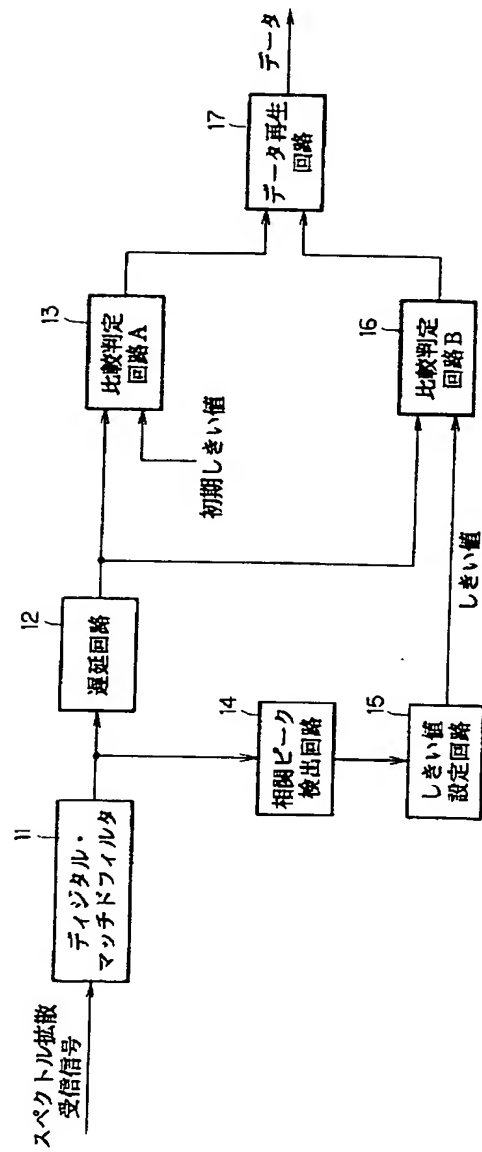 スペクトル拡散
受信信号
11
ディジタル・
マッチドフィルタ
12
遅延回路
13
比較判定
回路A
初期しきい値
14
相関ピーク
検出回路
15
しきい値
設定回路
しきい値
16
比較判定
回路B
17
データ再生
回路
データ